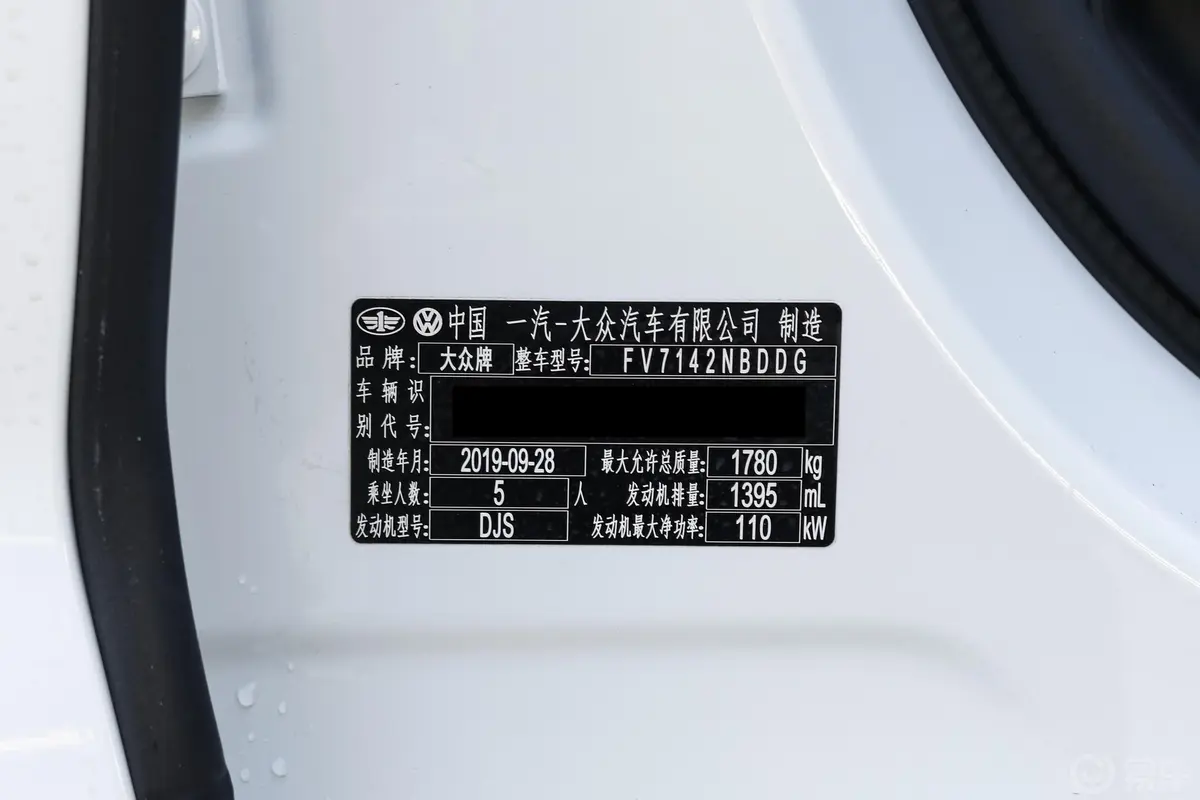 中国 一汽-大众汽车有限公司 制造
品牌: 大众牌 整车型号: FV7142NBDDG
车辆识
别代号:
制造年月: 2019-09-28 最大允许总质量: 1780 kg
乘坐人数: 5 人 发动机排量: 1395 mL
发动机型号: DJS 发动机最大净功率: 110 kW